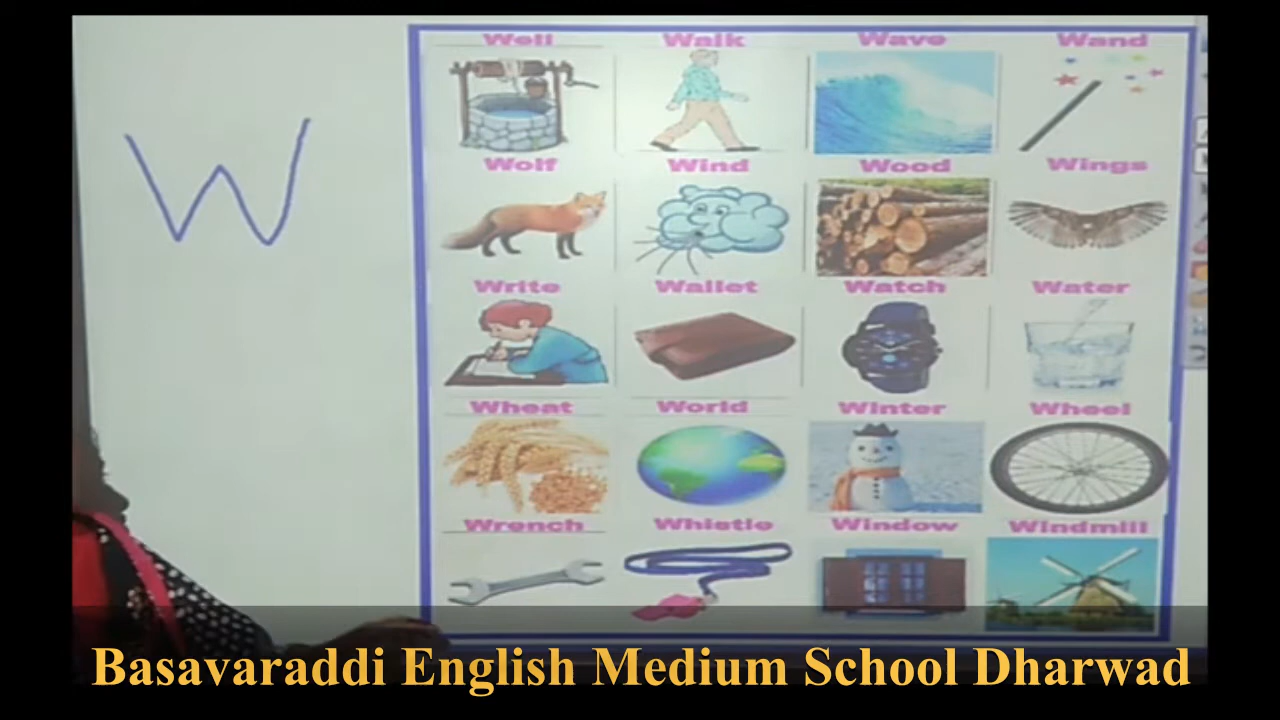 W
Well Walk Wave Wand
Wolf Wind Wood Wings
Write Wallet Watch Water
Wheat World Winter Wheel
Wrench Whistle Window Windmill
Basavaraddi English Medium School Dharwad